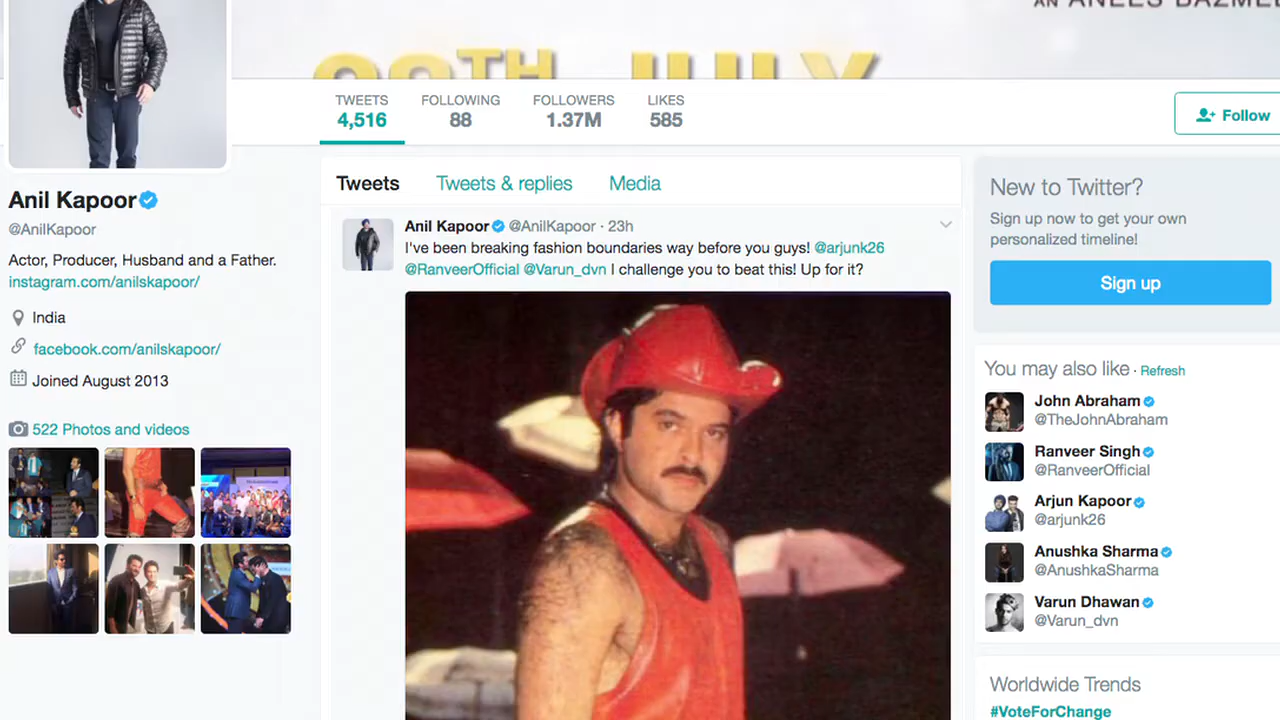 AN ANEES BAZMEE
28TH JULY
TWEETS
4,516
FOLLOWING
88
FOLLOWERS
1.37M
LIKES
585
Follow
Anil Kapoor
@AnilKapoor
Actor, Producer, Husband and a Father.
instagram.com/anilskapoor/
India
facebook.com/anilskapoor/
Joined August 2013
522 Photos and videos
Tweets
Tweets & replies
Media
Anil Kapoor @AnilKapoor · 23h
I've been breaking fashion boundaries way before you guys! @arjunk26
@RanveerOfficial @Varun_dvn I challenge you to beat this! Up for it?
New to Twitter?
Sign up now to get your own
personalized timeline!
Sign up
You may also like · Refresh
John Abraham
@TheJohnAbraham
Ranveer Singh
@RanveerOfficial
Arjun Kapoor
@arjunk26
Anushka Sharma
@AnushkaSharma
Varun Dhawan
@Varun_dvn
Worldwide Trends
#VoteForChange